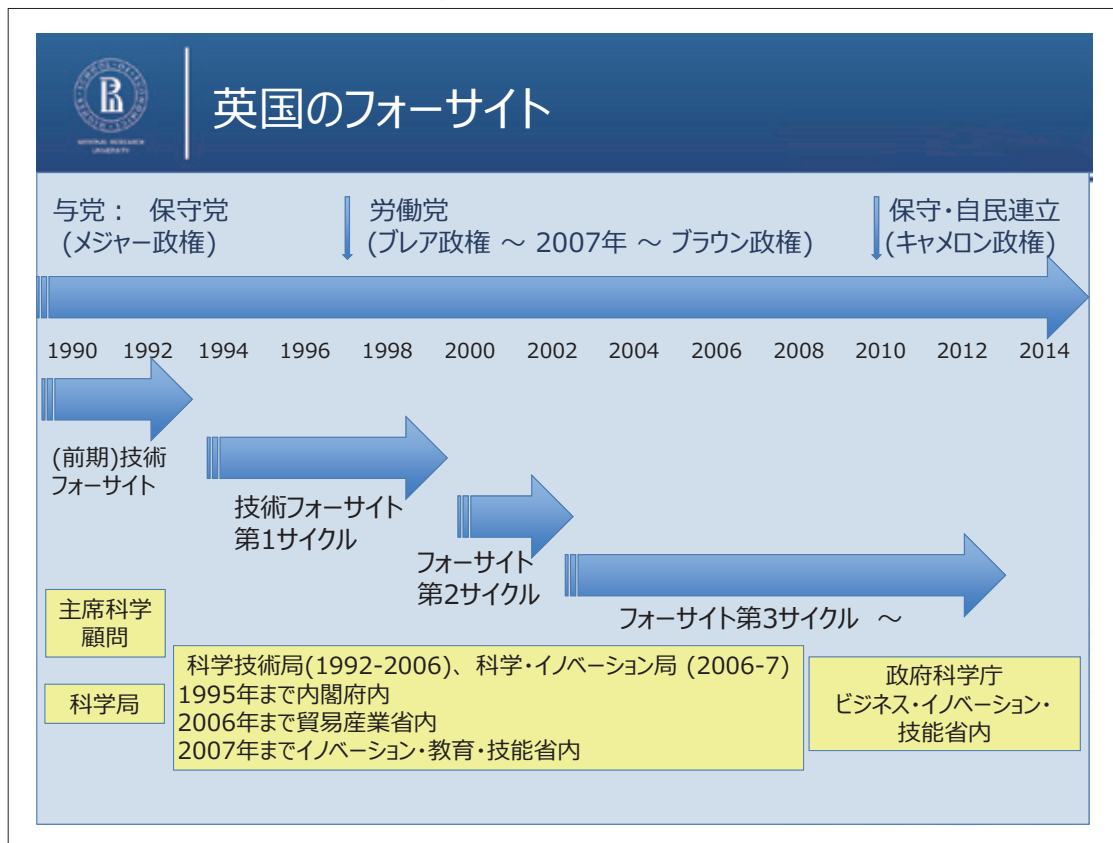 NATIONAL RESEARCH
UNIVERSITY
英国のフォーサイト
与党： 保守党
(メジャー政権)
労働党
(ブレア政権 ～ 2007年 ～ ブラウン政権)
保守・自民連立
(キャメロン政権)
1990 1992 1994 1996 1998 2000 2002 2004 2006 2008 2010 2012 2014
(前期)技術
フォーサイト
技術フォーサイト
第1サイクル
フォーサイト
第2サイクル
フォーサイト第3サイクル ～
主席科学
顧問
科学局
科学技術局(1992-2006)、科学・イノベーション局 (2006-7)
1995年まで内閣府内
2006年まで貿易産業省内
2007年までイノベーション・教育・技能省内
政府科学庁
ビジネス・イノベーション・
技能省内